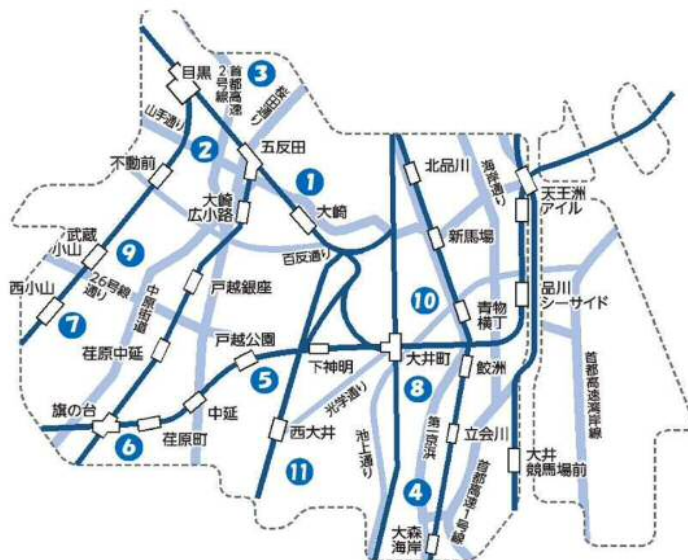 目黒
首都高速
2号線
3
桜田通り
山手通り
2
五反田
北品川
海岸通り
不動前
大崎
広小路
1
大崎
天王洲
アイル
武蔵
小山
9
百反通り
新馬場
26号線
通り
中原街道
戸越銀座
10
品川
シーサイド
西小山
7
青物
横丁
戸越公園
荏原中延
5
下神明
大井町
8
鮫洲
首都高速湾岸線
光学通り
旗の台
6
荏原町
中延
西大井
池上通り
第一京浜
立会川
大井
競馬場前
11
4
首都高速1号線
大森
海岸